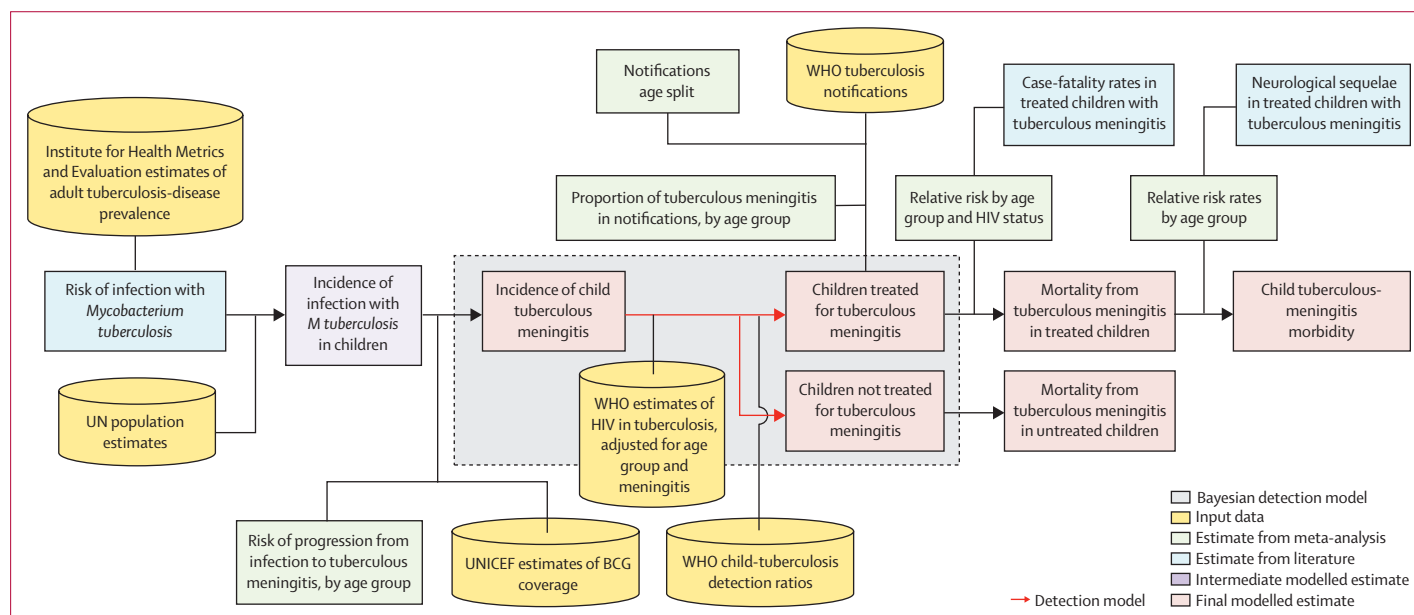 Notifications
age split
WHO tuberculosis
notifications
Case-fatality rates in
treated children with
tuberculous meningitis
Neurological sequelae
in treated children with
tuberculous meningitis
Institute for Health Metrics
and Evaluation estimates of
adult tuberculosis-disease
prevalence
Proportion of tuberculous meningitis
in notifications, by age group
Relative risk by age
group and HIV status
Relative risk rates
by age group
Risk of infection with
Mycobacterium
tuberculosis
Incidence of
infection with
M tuberculosis
in children
Incidence of child
tuberculous
meningitis
Children treated
for tuberculous
meningitis
Mortality from
tuberculous meningitis
in treated children
Child tuberculous-
meningitis
morbidity
UN population
estimates
WHO estimates of
HIV in tuberculosis,
adjusted for age
group and
meningitis
Children not treated
for tuberculous
meningitis
Mortality from
tuberculous meningitis
in untreated children
Risk of progression from
infection to tuberculous
meningitis, by age group
UNICEF estimates of BCG
coverage
WHO child-tuberculosis
detection ratios
Detection model
Bayesian detection model
Input data
Estimate from meta-analysis
Estimate from literature
Intermediate modelled estimate
Final modelled estimate